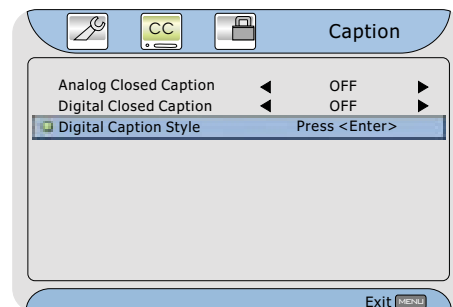 CC
Caption
Analog Closed Caption OFF
Digital Closed Caption OFF
Digital Caption Style Press <Enter>
Exit MENU